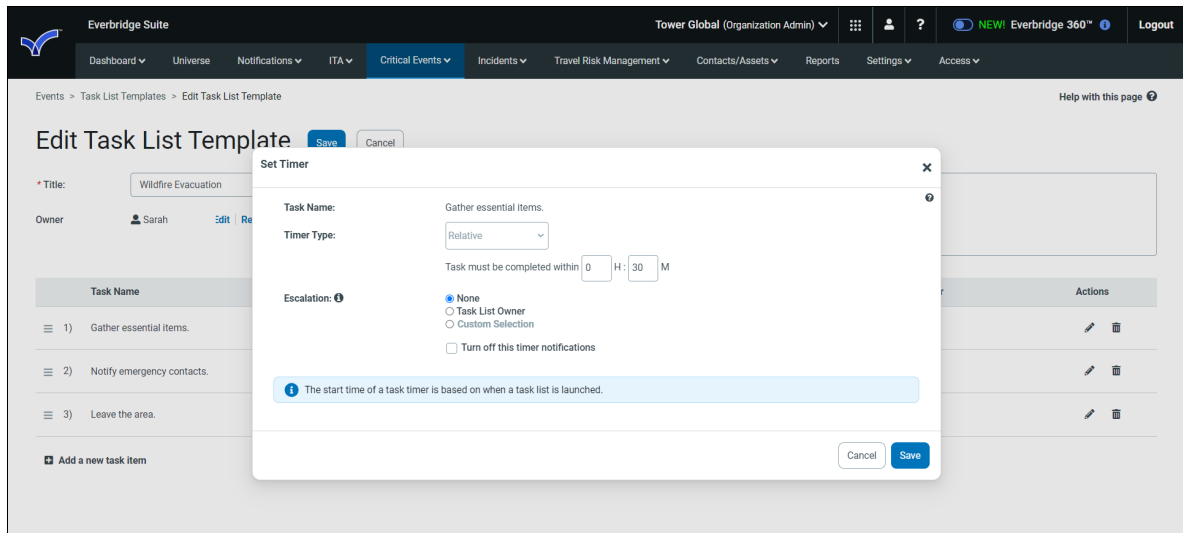 Everbridge Suite
Tower Global (Organization Admin)
?
NEW! Everbridge 360™
Logout
Dashboard Universe Notifications ITA Critical Events Incidents Travel Risk Management Contacts/Assets Reports Settings Access
Events > Task List Templates > Edit Task List Template
Help with this page
Edit Task List Template
Save
Cancel
Set Timer
* Title:
Wildfire Evacuation
Owner
Sarah
Edit
Task Name:
Gather essential items.
Timer Type:
Relative
Task must be completed within 0 H : 30 M
Escalation:
None
Task List Owner
Custom Selection
Turn off this timer notifications
The start time of a task timer is based on when a task list is launched.
Cancel
Save
Task Name
Actions
1) Gather essential items.
2) Notify emergency contacts.
3) Leave the area.
Add a new task item